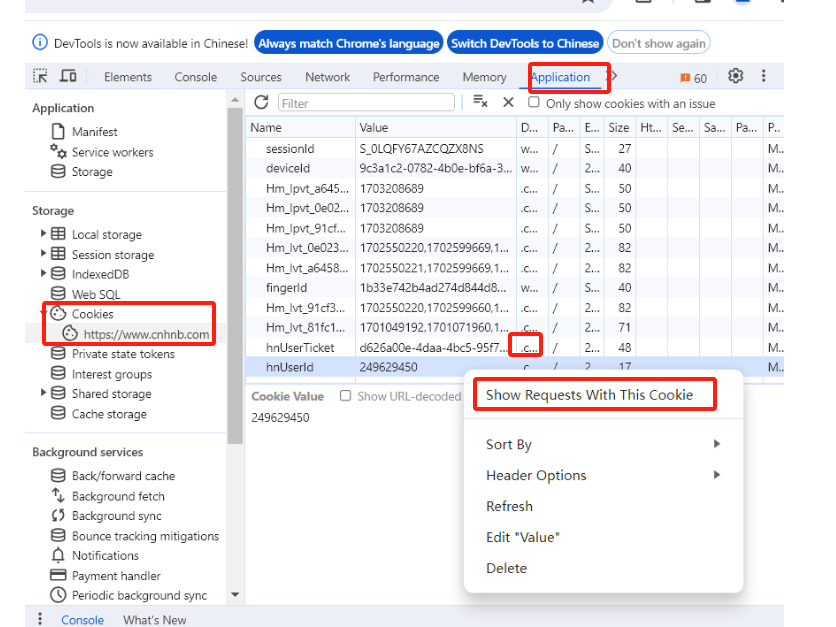 DevTools is now available in Chinese! Always match Chrome's language Switch DevTools to Chinese Don't show again
Elements Console Sources Network Performance Memory Application 60
Application
Manifest
Service workers
Storage
Storage
Local storage
Session storage
IndexedDB
Web SQL
Cookies
https://www.cnhnb.com
Private state tokens
Interest groups
Shared storage
Cache storage
Background services
Back/forward cache
Background fetch
Background sync
Bounce tracking mitigations
Notifications
Payment handler
Periodic background sync
Filter Only show cookies with an issue
Name Value D... Pa... E... Size Ht... Se... Sa... Pa... P..
sessionId S_0LQFY67AZCQZX8NS w... / S... 27 M..
deviceId 9c3a1c2-0782-4b0e-bf6a-3... w... / 2... 40 M..
Hm_lpvt_a645... 1703208689 .c... / S... 50 M..
Hm_lpvt_0e02... 1703208689 .c... / S... 50 M..
Hm_lpvt_91cf... 1703208689 .c... / S... 50 M..
Hm_lvt_0e023... 1702550220,1702599669,1... .c... / 2... 82 M..
Hm_lvt_a6458... 1702550221,1702599669,1... .c... / 2... 82 M..
fingerId 1b33e742b4ad274d844d8... w... / S... 40 M..
Hm_lvt_91cf3... 1702550220,1702599660,1... .c... / 2... 82 M..
Hm_lvt_81fc1... 1701049192,1701071960,1... .c... / 2... 71 M..
hnUserTicket d626a00e-4daa-4bc5-95f7... .c... / 2... 48 M..
hnUserId 249629450 .c / 2 17 M..
Cookie Value Show URL-decoded
249629450
Show Requests With This Cookie
Sort By
Header Options
Refresh
Edit "Value"
Delete
Console What's New